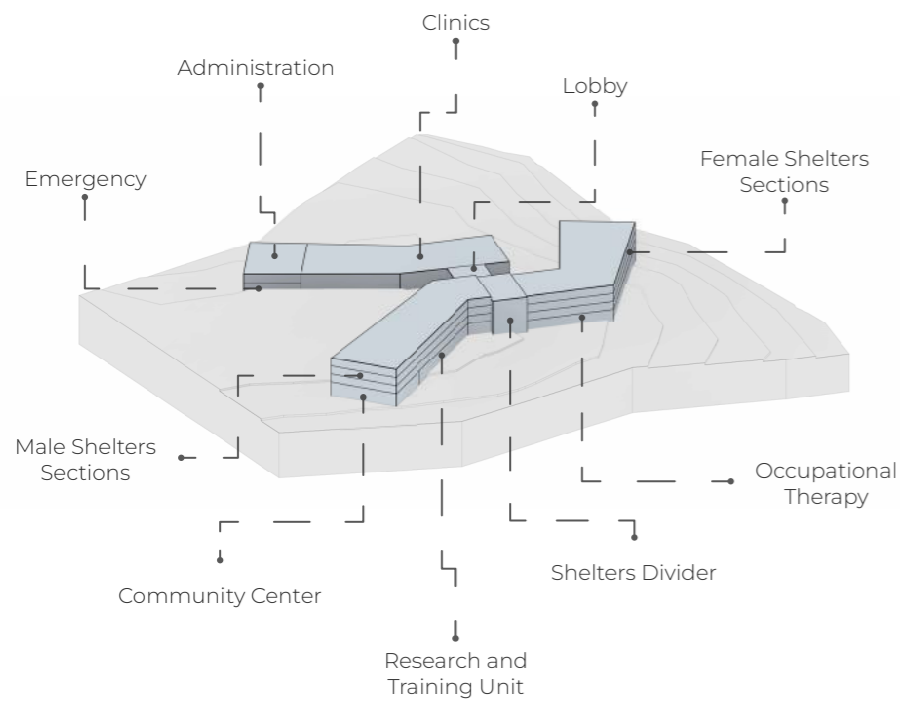 Clinics
Administration
Lobby
Female Shelters
Sections
Emergency
Male Shelters
Sections
Occupational
Therapy
Shelters Divider
Community Center
Research and
Training Unit